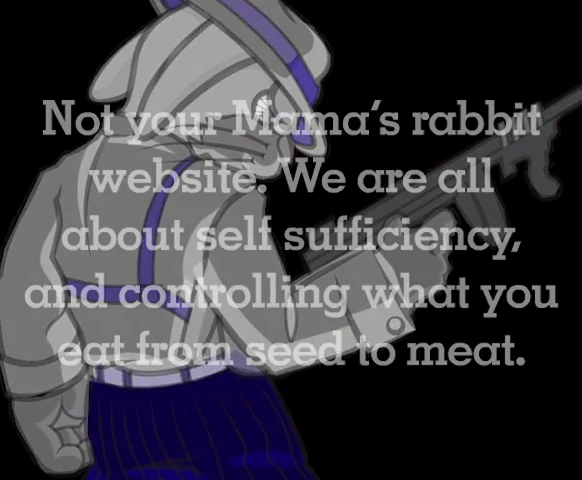 Not your Mama's rabbit
website. We are all
about self sufficiency,
and controlling what you
eat from seed to meat.